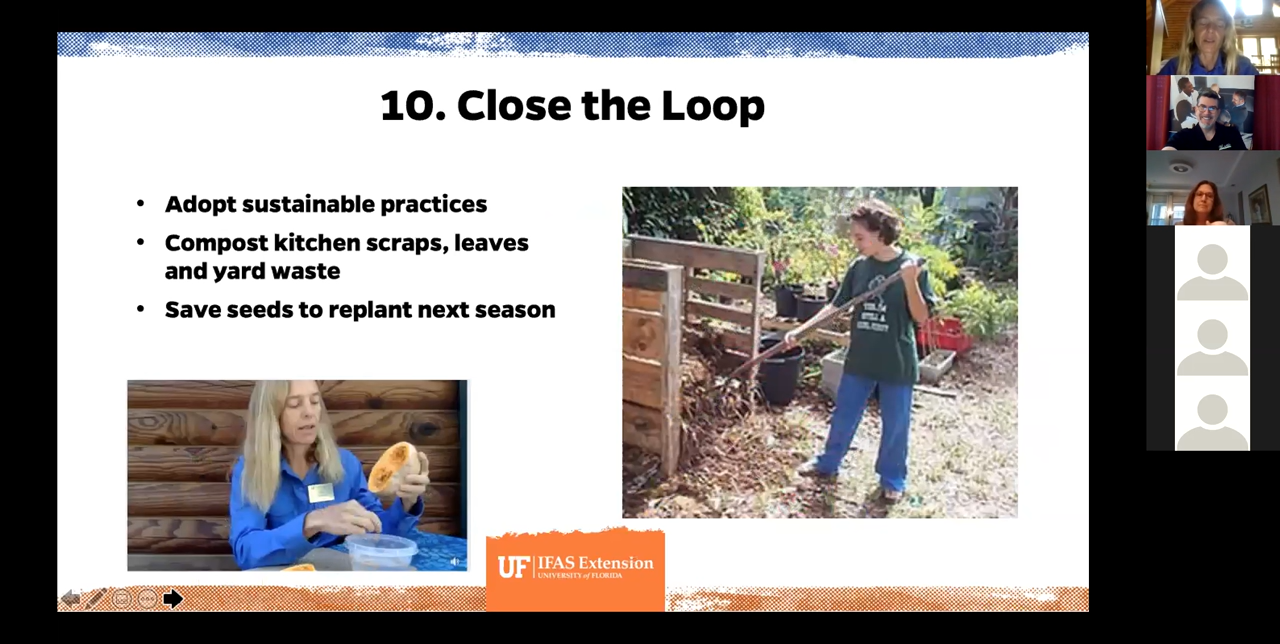 10. Close the Loop
• Adopt sustainable practices
• Compost kitchen scraps, leaves
and yard waste
• Save seeds to replant next season
UF IFAS Extension
UNIVERSITY of FLORIDA